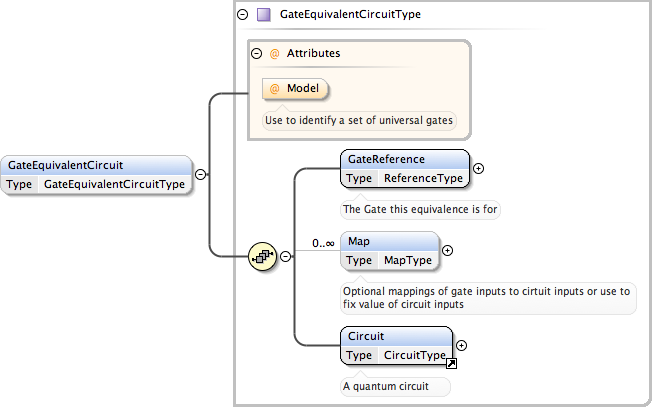 GateEquivalentCircuitType
@ Attributes
@ Model
Use to identify a set of universal gates
GateEquivalentCircuit
Type GateEquivalentCircuitType
GateReference
Type ReferenceType
The Gate this equivalence is for
0..∞
Map
Type MapType
Optional mappings of gate inputs to cirtuit inputs or use to
fix value of circuit inputs
Circuit
Type CircuitType
A quantum circuit